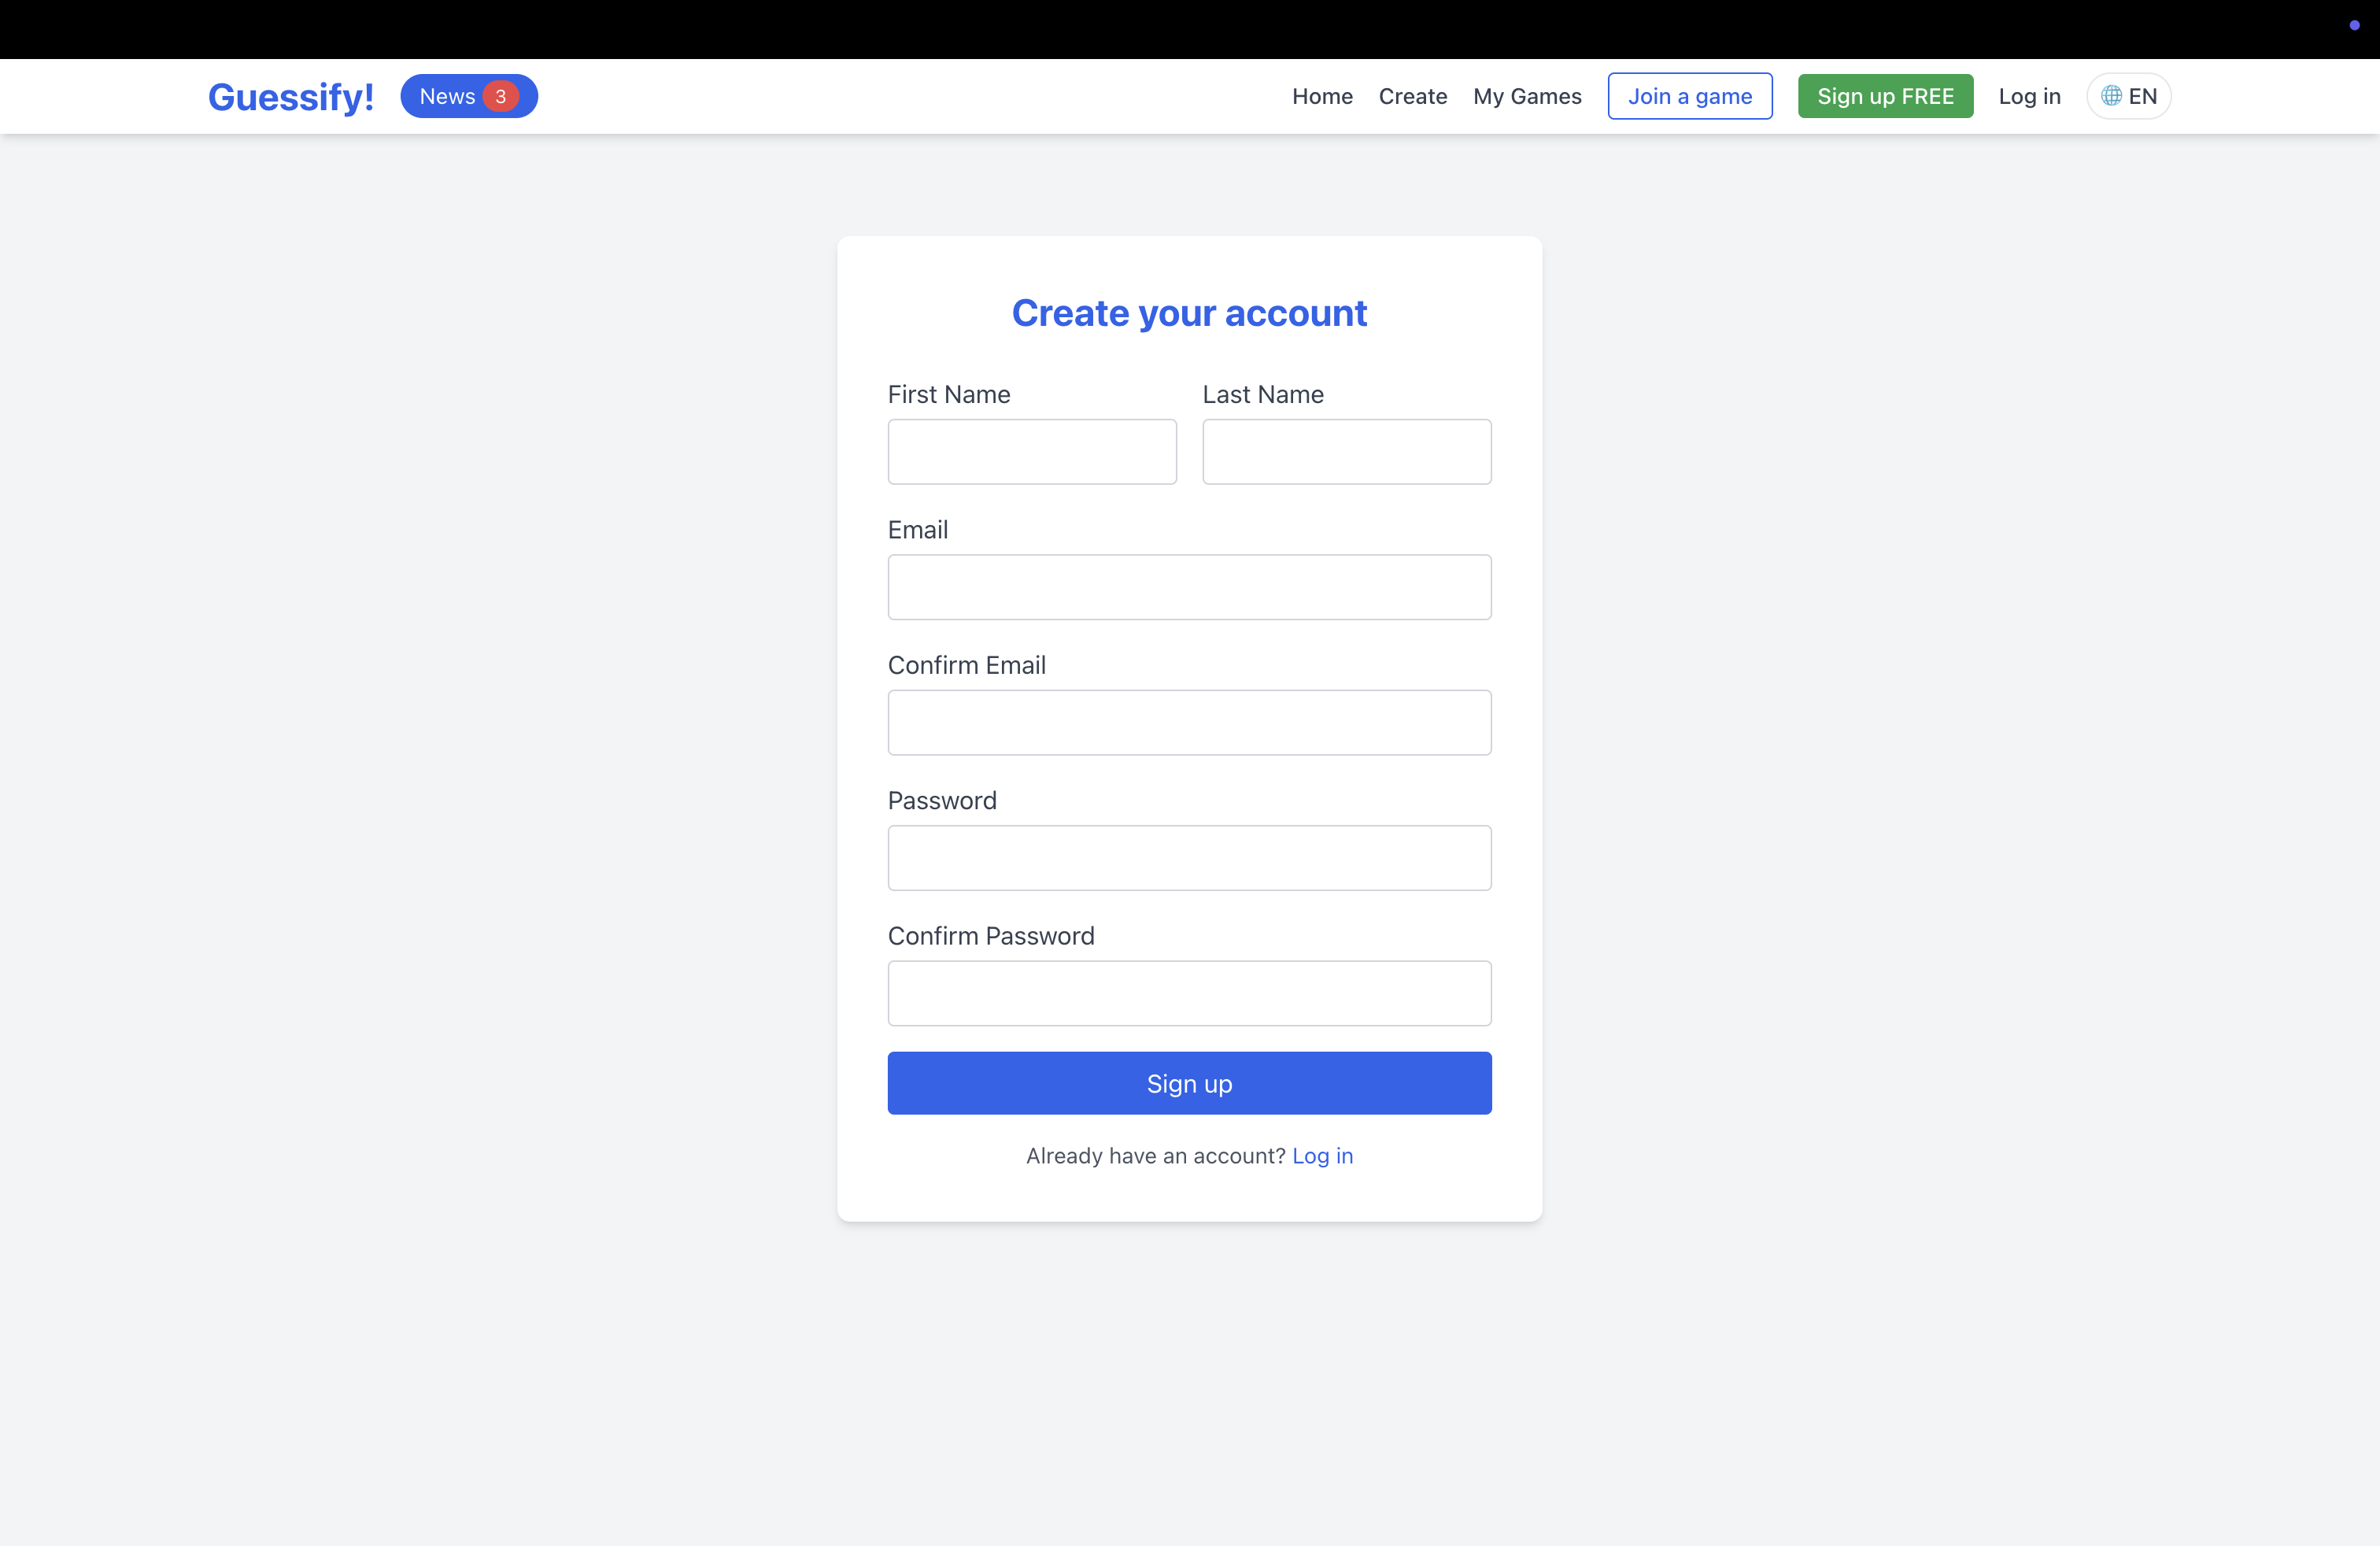 Guessify! News 3 Home Create My Games Join a game Sign up FREE Log in EN
Create your account
First Name Last Name
Email
Confirm Email
Password
Confirm Password
Sign up
Already have an account? Log in